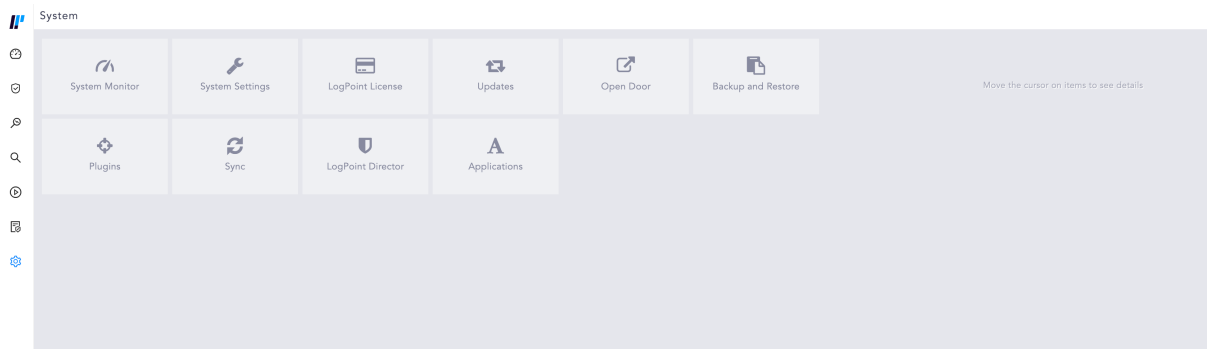 System
System Monitor
System Settings
LogPoint License
Updates
Open Door
Backup and Restore
Move the cursor on items to see details
Plugins
Sync
LogPoint Director
Applications